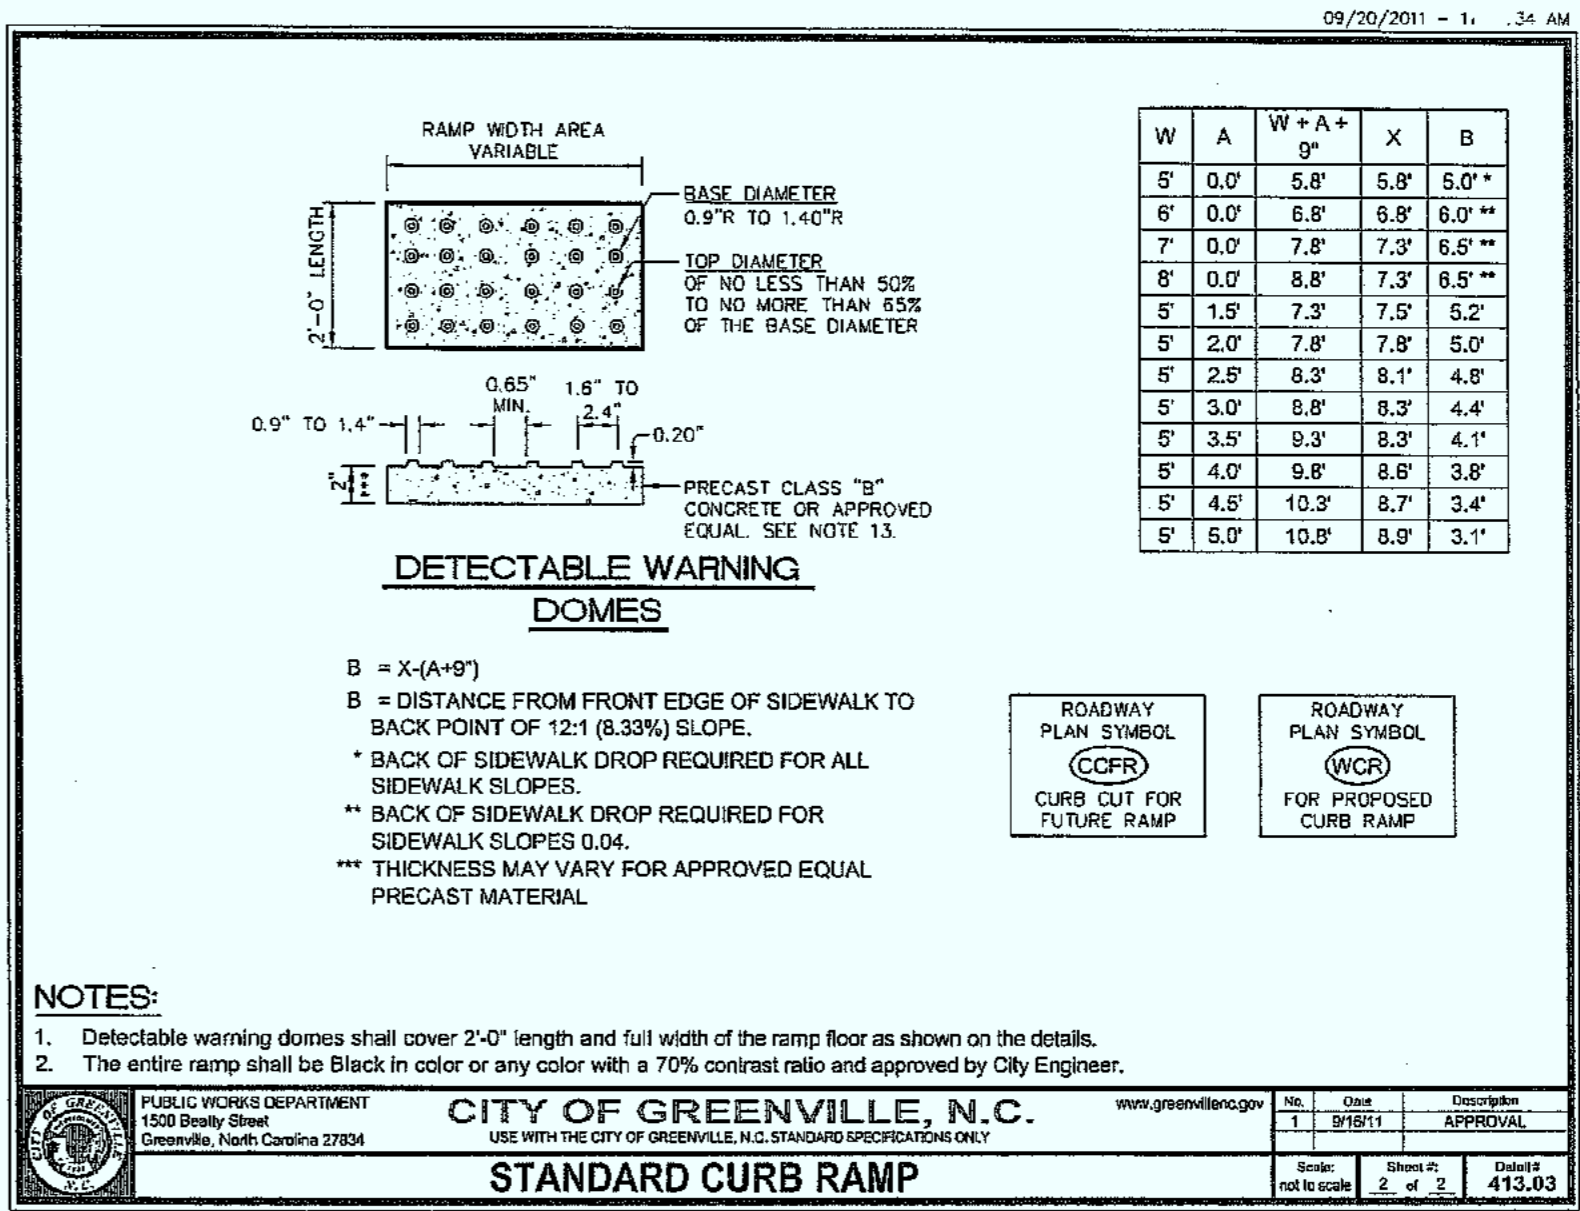 09/20/2011 - 1 :34 AM
RAMP WIDTH AREA
VARIABLE
2'-0" LENGTH
BASE DIAMETER
0.9"R TO 1.40"R
TOP DIAMETER
OF NO LESS THAN 50%
TO NO MORE THAN 65%
OF THE BASE DIAMETER
0.65" MIN.
1.6" TO 2.4"
0.9" TO 1.4"
0.20"
2" ***
PRECAST CLASS "B"
CONCRETE OR APPROVED
EQUAL. SEE NOTE 13.
DETECTABLE WARNING
DOMES
W A W + A + 9" X B
5' 0.0' 5.8' 5.8' 5.0' *
6' 0.0' 6.8' 6.8' 6.0' **
7' 0.0' 7.8' 7.3' 6.5' **
8' 0.0' 8.8' 7.3' 6.5' **
5' 1.5' 7.3' 7.5' 5.2'
5' 2.0' 7.8' 7.8' 5.0'
5' 2.5' 8.3' 8.1' 4.8'
5' 3.0' 8.8' 8.3' 4.4'
5' 3.5' 9.3' 8.3' 4.1'
5' 4.0' 9.8' 8.6' 3.8'
5' 4.5' 10.3' 8.7' 3.4'
5' 5.0' 10.8' 8.9' 3.1'
B = X-(A+9")
B = DISTANCE FROM FRONT EDGE OF SIDEWALK TO
BACK POINT OF 12:1 (8.33%) SLOPE.
* BACK OF SIDEWALK DROP REQUIRED FOR ALL
SIDEWALK SLOPES.
** BACK OF SIDEWALK DROP REQUIRED FOR
SIDEWALK SLOPES 0.04.
*** THICKNESS MAY VARY FOR APPROVED EQUAL
PRECAST MATERIAL
ROADWAY
PLAN SYMBOL
CCFR
CURB CUT FOR
FUTURE RAMP
ROADWAY
PLAN SYMBOL
WCR
FOR PROPOSED
CURB RAMP
NOTES:
1. Detectable warning domes shall cover 2'-0" length and full width of the ramp floor as shown on the details.
2. The entire ramp shall be Black in color or any color with a 70% contrast ratio and approved by City Engineer.
CITY OF GREENVILLE
N.C.
PUBLIC WORKS DEPARTMENT
1500 Beatty Street
Greenville, North Carolina 27834
CITY OF GREENVILLE, N.C.
USE WITH THE CITY OF GREENVILLE, N.C. STANDARD SPECIFICATIONS ONLY
www.greenvillenc.gov
STANDARD CURB RAMP
No. Date Description
1 9/16/11 APPROVAL
Scale:
not to scale
Sheet #:
2 of 2
Detail#
413.03